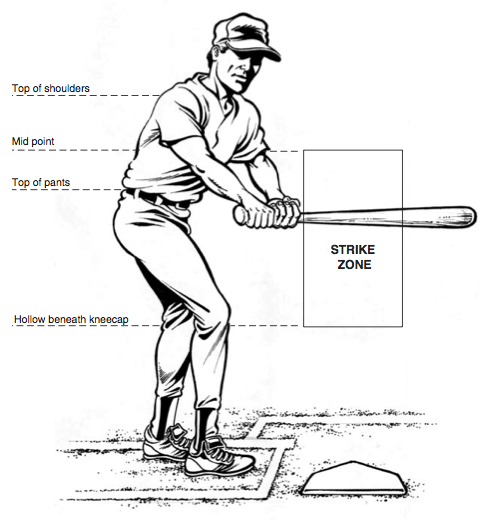 Top of shoulders
Mid point
Top of pants
STRIKE
ZONE
Hollow beneath kneecap